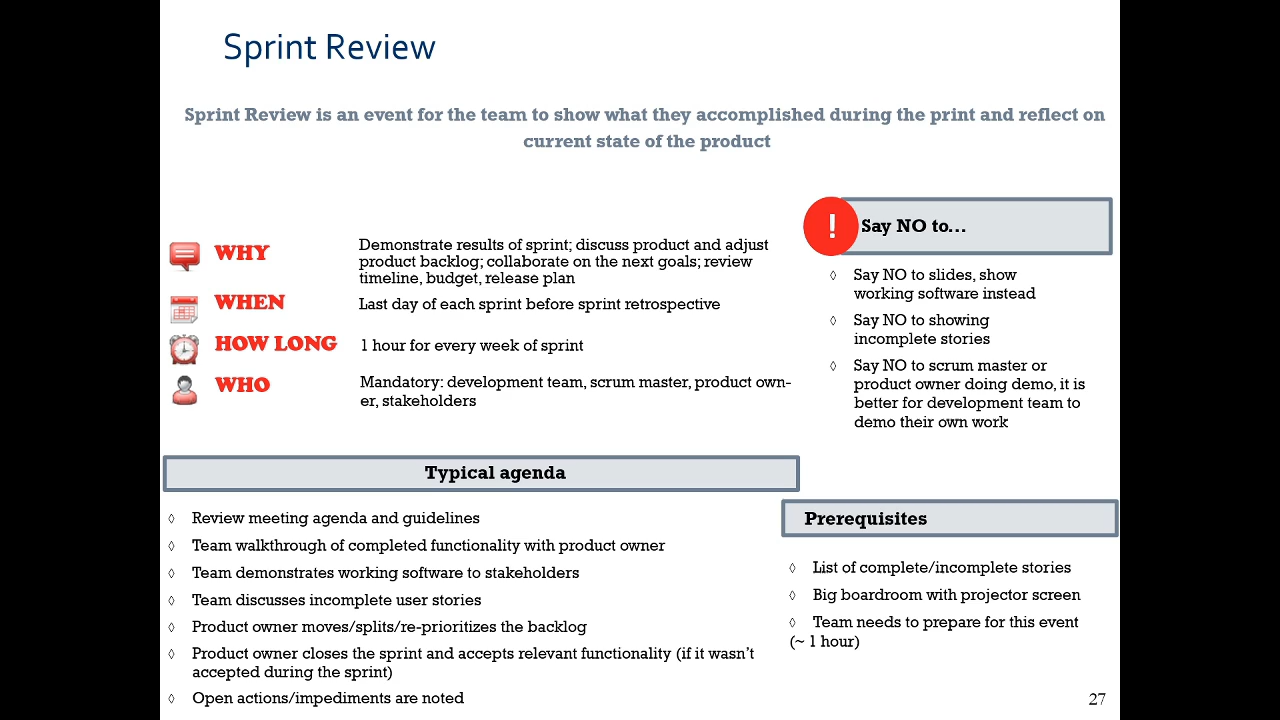 Sprint Review
Sprint Review is an event for the team to show what they accomplished during the print and reflect on
current state of the product
WHY
Demonstrate results of sprint; discuss product and adjust
product backlog; collaborate on the next goals; review
timeline, budget, release plan
WHEN
Last day of each sprint before sprint retrospective
HOW LONG
1 hour for every week of sprint
WHO
Mandatory: development team, scrum master, product own-
er, stakeholders
!
Say NO to...
◊ Say NO to slides, show
working software instead
◊ Say NO to showing
incomplete stories
◊ Say NO to scrum master or
product owner doing demo, it is
better for development team to
demo their own work
Typical agenda
◊ Review meeting agenda and guidelines
◊ Team walkthrough of completed functionality with product owner
◊ Team demonstrates working software to stakeholders
◊ Team discusses incomplete user stories
◊ Product owner moves/splits/re-prioritizes the backlog
◊ Product owner closes the sprint and accepts relevant functionality (if it wasn't
accepted during the sprint)
◊ Open actions/impediments are noted
Prerequisites
◊ List of complete/incomplete stories
◊ Big boardroom with projector screen
◊ Team needs to prepare for this event
(~ 1 hour)
27